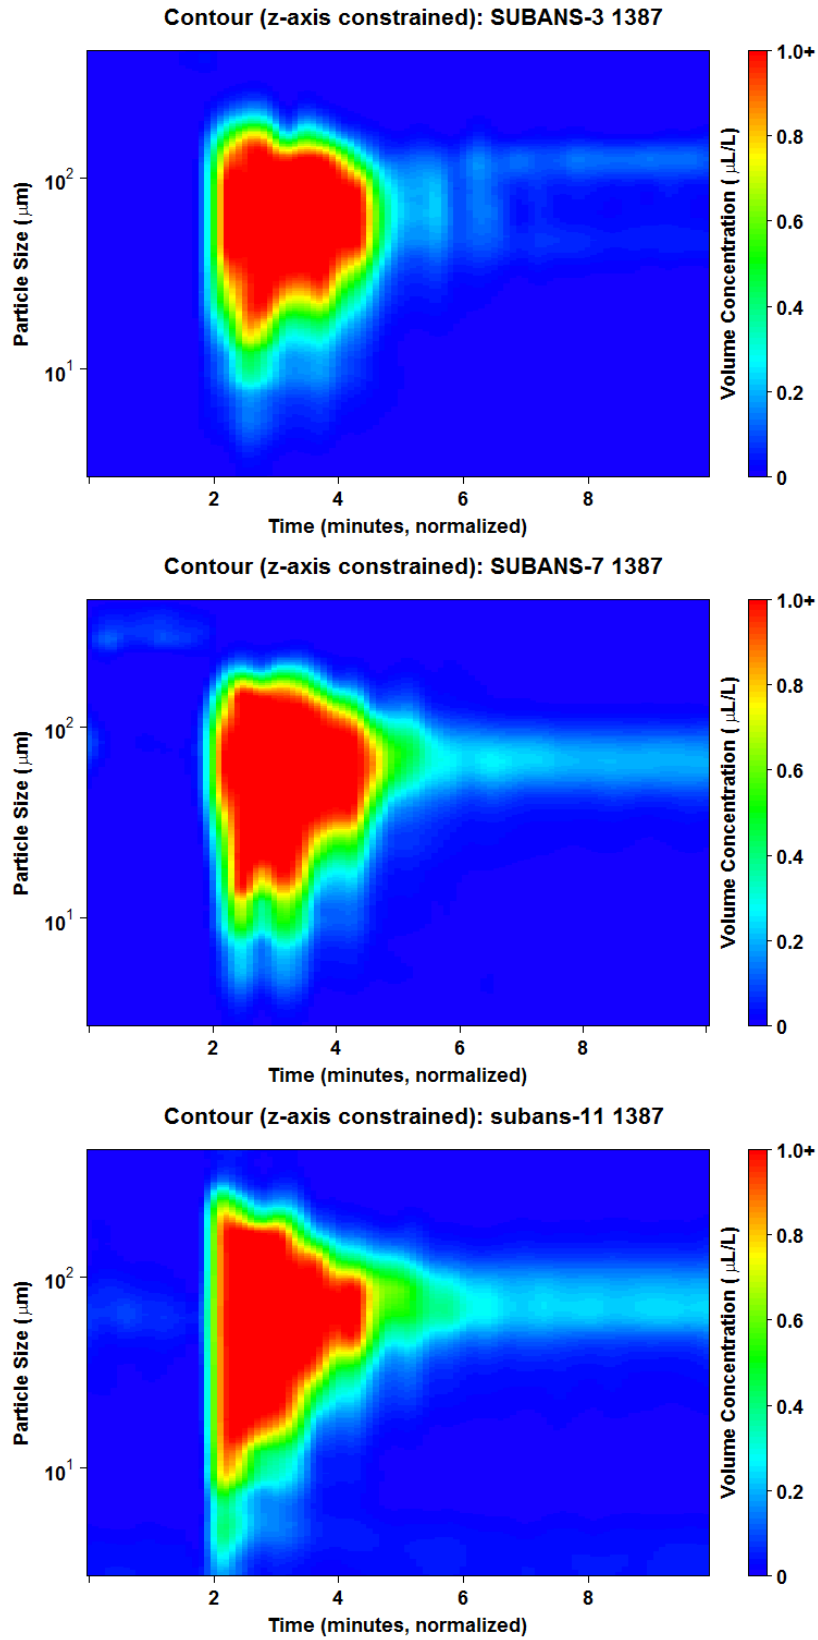 Contour (z-axis constrained): SUBANS-3 1387
1.0+
0.8
0.6
0.4
0.2
0
Volume Concentration ( μL/L)
Particle Size (μm)
10²
10¹
2 4 6 8
Time (minutes, normalized)
Contour (z-axis constrained): SUBANS-7 1387
1.0+
0.8
0.6
0.4
0.2
0
Volume Concentration ( μL/L)
Particle Size (μm)
10²
10¹
2 4 6 8
Time (minutes, normalized)
Contour (z-axis constrained): subans-11 1387
1.0+
0.8
0.6
0.4
0.2
0
Volume Concentration ( μL/L)
Particle Size (μm)
10²
10¹
2 4 6 8
Time (minutes, normalized)